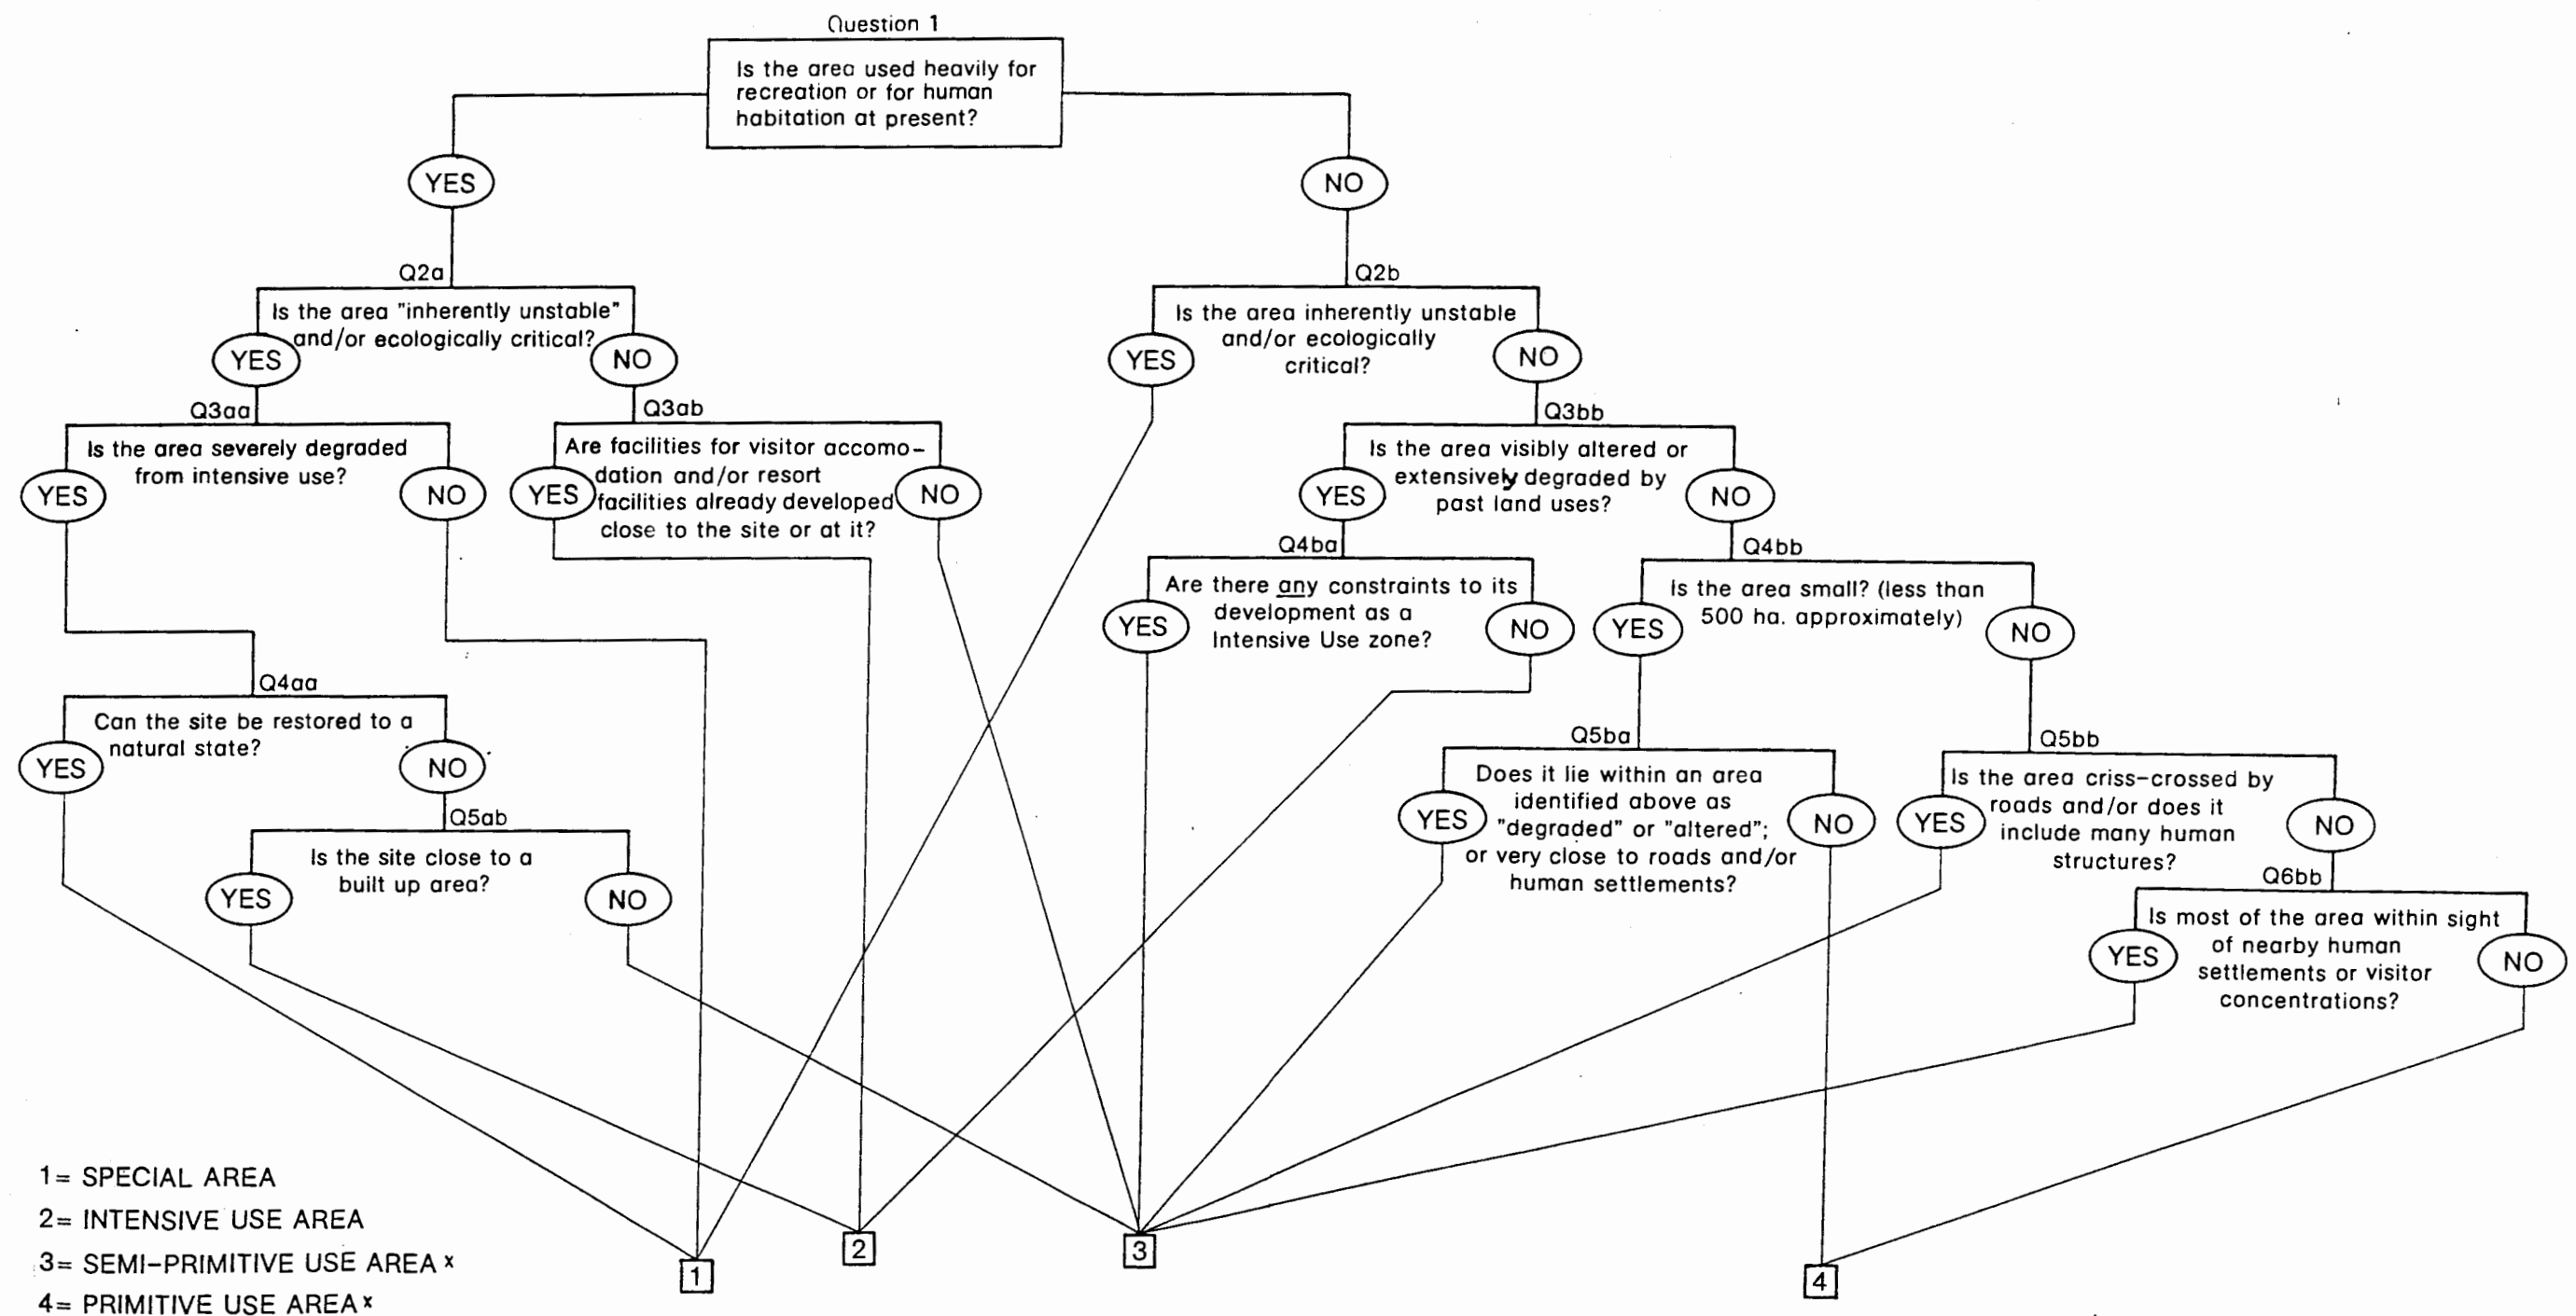 Question 1
Is the area used heavily for
recreation or for human
habitation at present?
YES
NO
Q2a
Is the area "inherently unstable"
and/or ecologically critical?
YES
NO
Q2b
Is the area inherently unstable
and/or ecologically
critical?
YES
NO
Q3aa
Is the area severely degraded
from intensive use?
YES
NO
Q3ab
Are facilities for visitor accomo-
dation and/or resort
facilities already developed
close to the site or at it?
YES
NO
Q3bb
Is the area visibly altered or
extensively degraded by
past land uses?
YES
NO
Q4ba
Are there any constraints to its
development as a
Intensive Use zone?
YES
NO
Q4bb
Is the area small? (less than
500 ha. approximately)
YES
NO
Q4aa
Can the site be restored to a
natural state?
YES
NO
Q5ab
Is the site close to a
built up area?
YES
NO
Q5ba
Does it lie within an area
identified above as
"degraded" or "altered";
or very close to roads and/or
human settlements?
YES
NO
Q5bb
Is the area criss-crossed by
roads and/or does it
include many human
structures?
YES
NO
Q6bb
Is most of the area within sight
of nearby human
settlements or visitor
concentrations?
YES
NO
1= SPECIAL AREA
2= INTENSIVE USE AREA
3= SEMI-PRIMITIVE USE AREA x
4= PRIMITIVE USE AREA x
1
2
3
4